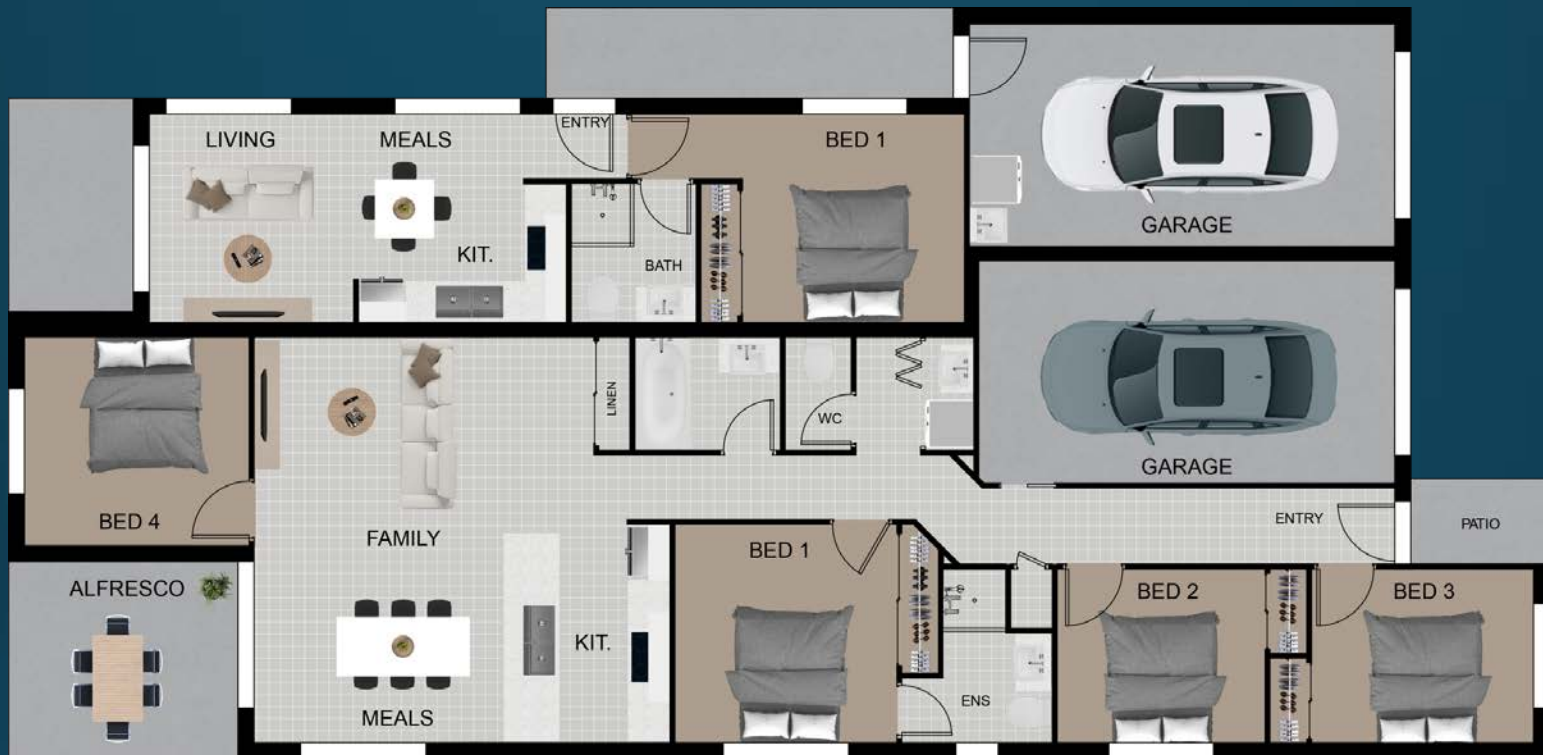 LIVING
MEALS
ENTRY
BED 1
GARAGE
KIT.
BATH
GARAGE
LINEN
WC
BED 4
FAMILY
BED 1
ENTRY
PATIO
ALFRESCO
BED 2
BED 3
KIT.
MEALS
ENS